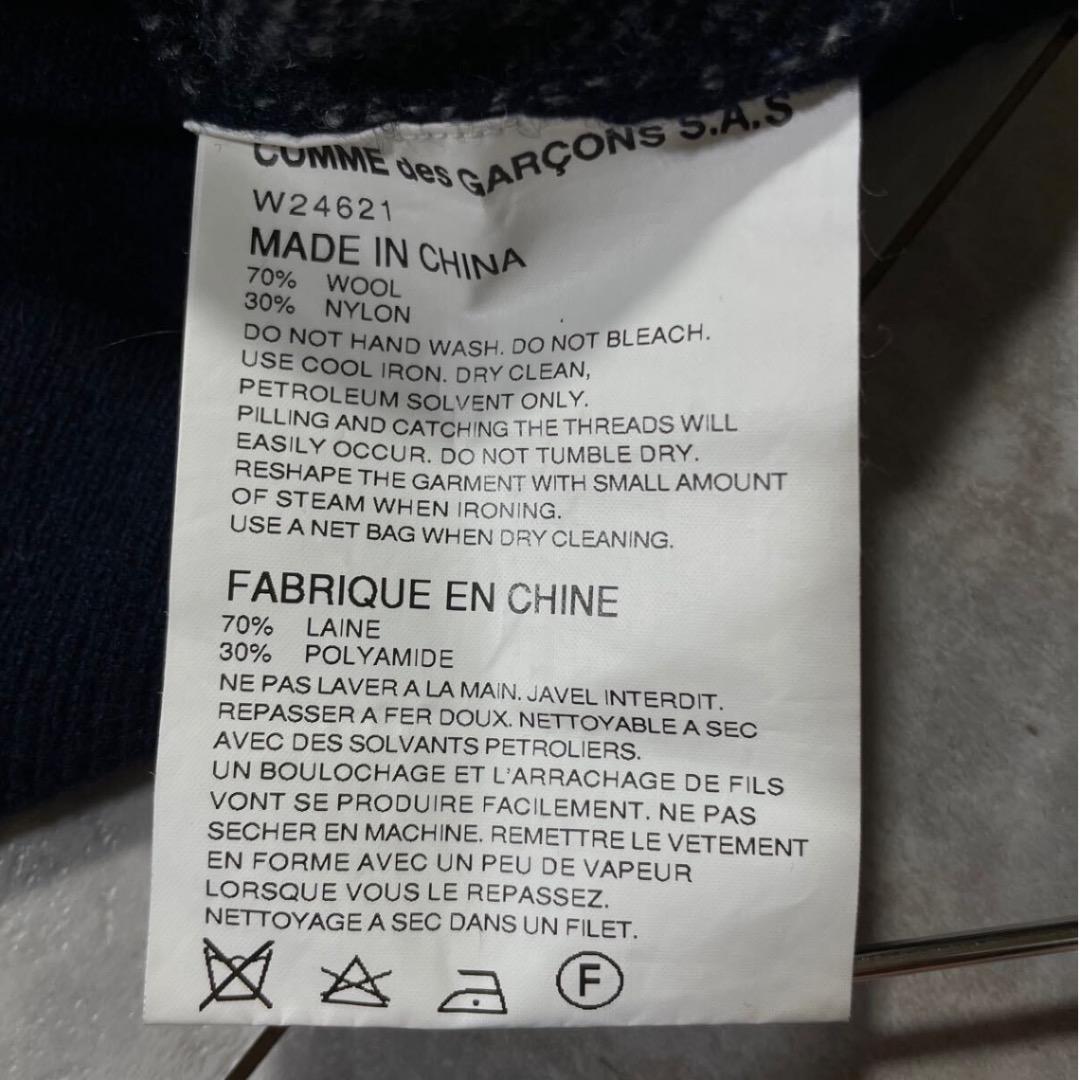 COMME des GARÇONS S.A.S
W24621
MADE IN CHINA
70% WOOL
30% NYLON
DO NOT HAND WASH. DO NOT BLEACH.
USE COOL IRON. DRY CLEAN,
PETROLEUM SOLVENT ONLY.
PILLING AND CATCHING THE THREADS WILL
EASILY OCCUR. DO NOT TUMBLE DRY.
RESHAPE THE GARMENT WITH SMALL AMOUNT
OF STEAM WHEN IRONING.
USE A NET BAG WHEN DRY CLEANING.
FABRIQUE EN CHINE
70% LAINE
30% POLYAMIDE
NE PAS LAVER A LA MAIN. JAVEL INTERDIT.
REPASSER A FER DOUX. NETTOYABLE A SEC
AVEC DES SOLVANTS PETROLIERS.
UN BOULOCHAGE ET L'ARRACHAGE DE FILS
VONT SE PRODUIRE FACILEMENT. NE PAS
SECHER EN MACHINE. REMETTRE LE VETEMENT
EN FORME AVEC UN PEU DE VAPEUR
LORSQUE VOUS LE REPASSEZ.
NETTOYAGE A SEC DANS UN FILET.
F